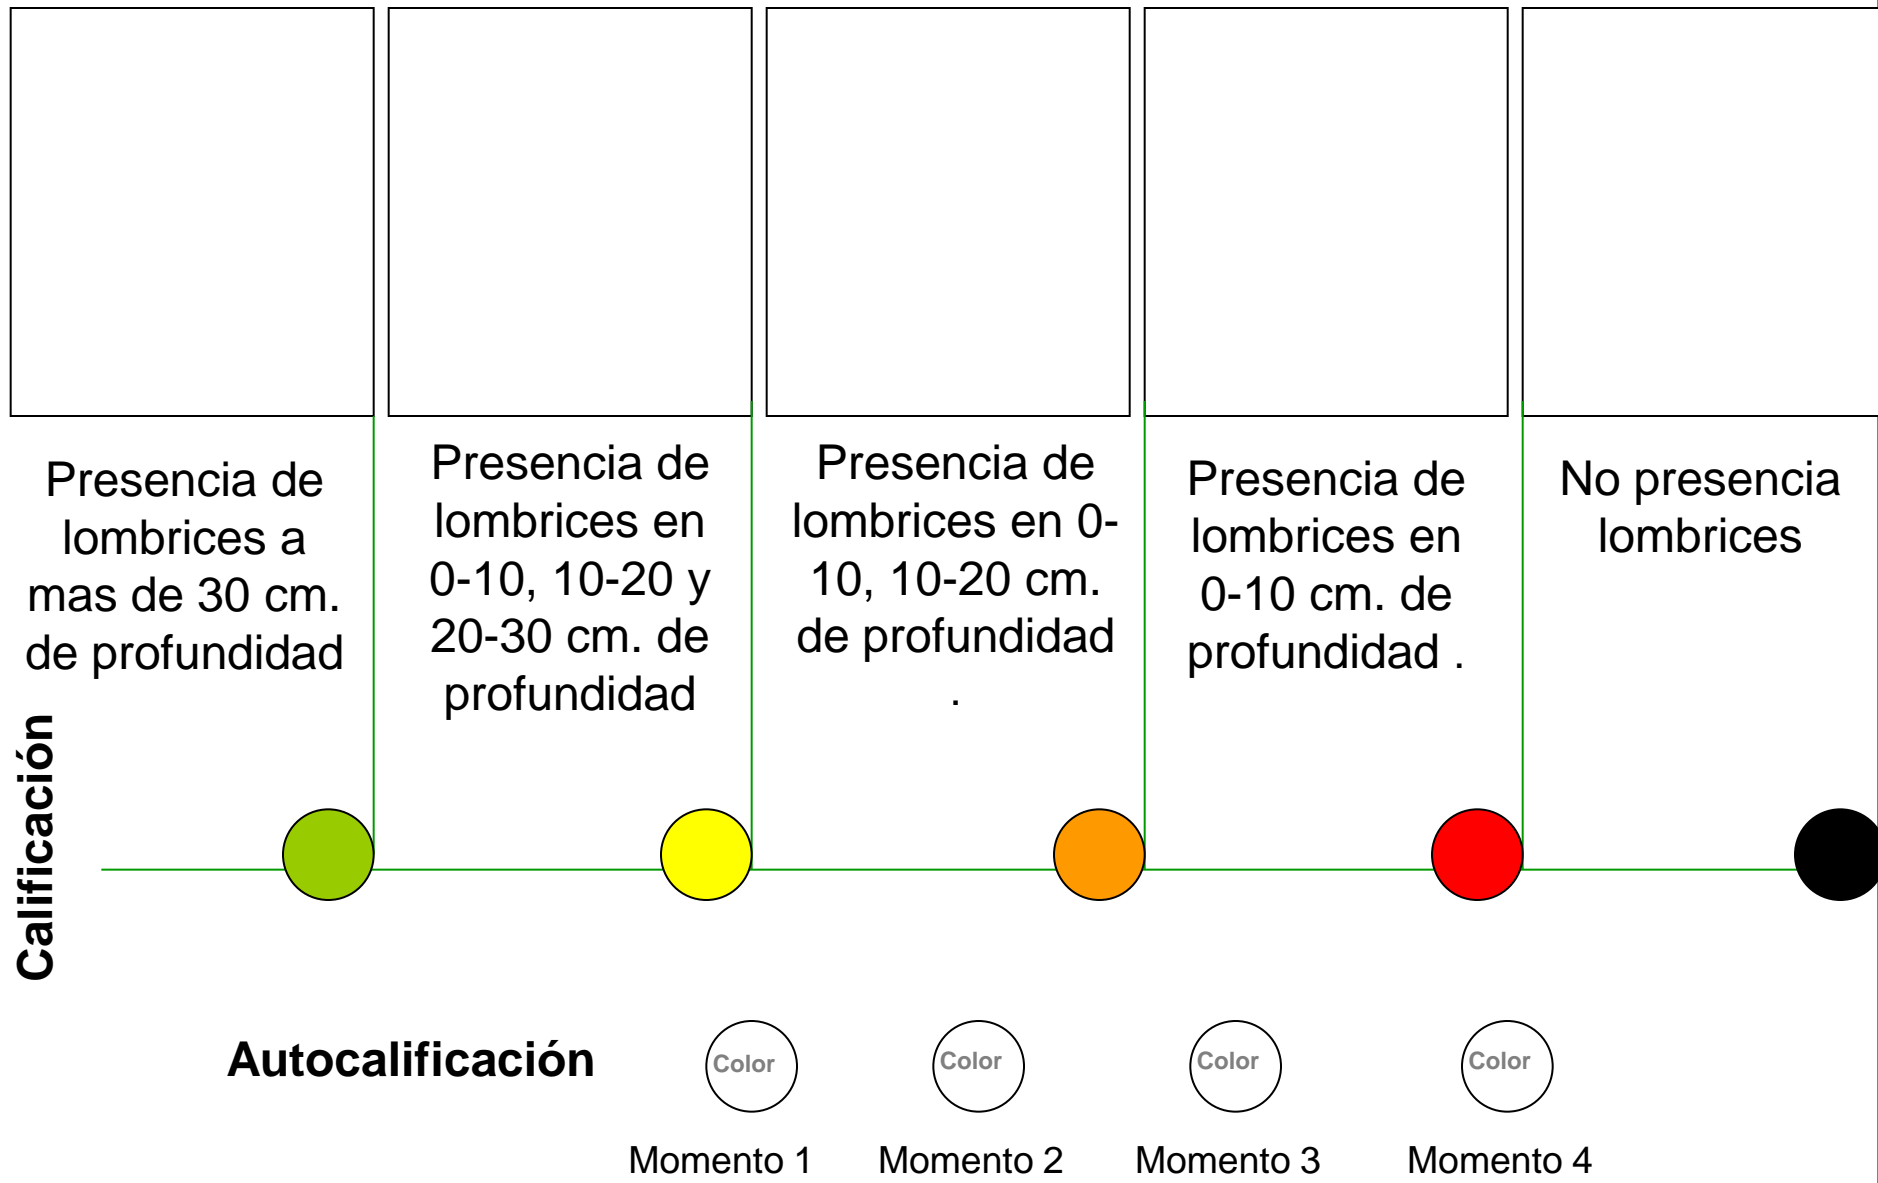 Presencia de
lombrices a
mas de 30 cm.
de profundidad
Presencia de
lombrices en
0-10, 10-20 y
20-30 cm. de
profundidad
Presencia de
lombrices en 0-
10, 10-20 cm.
de profundidad
.
Presencia de
lombrices en
0-10 cm. de
profundidad .
No presencia
lombrices
Calificación
Autocalificación
Color
Color
Color
Color
Momento 1
Momento 2
Momento 3
Momento 4